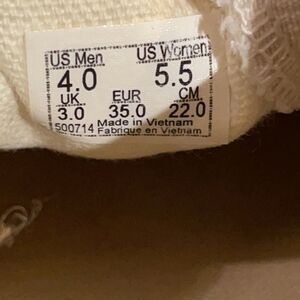 US Men US Women
4.0 5.5
UK EUR CM
3.0 35.0 22.0
500714 Made in Vietnam
Fabriqué en Vietnam